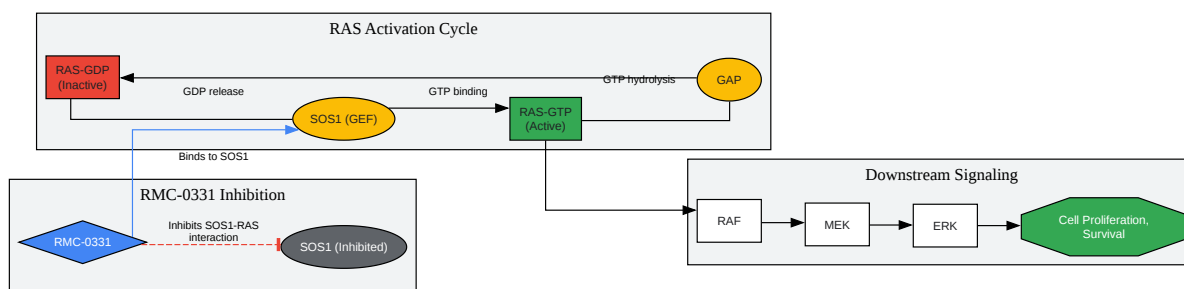 RAS Activation Cycle
RAS-GDP
(Inactive)
GDP release
GTP hydrolysis
GAP
SOS1 (GEF)
GTP binding
RAS-GTP
(Active)
Binds to SOS1
RMC-0331 Inhibition
RMC-0331
Inhibits SOS1-RAS
interaction
SOS1 (Inhibited)
Downstream Signaling
RAF
MEK
ERK
Cell Proliferation,
Survival